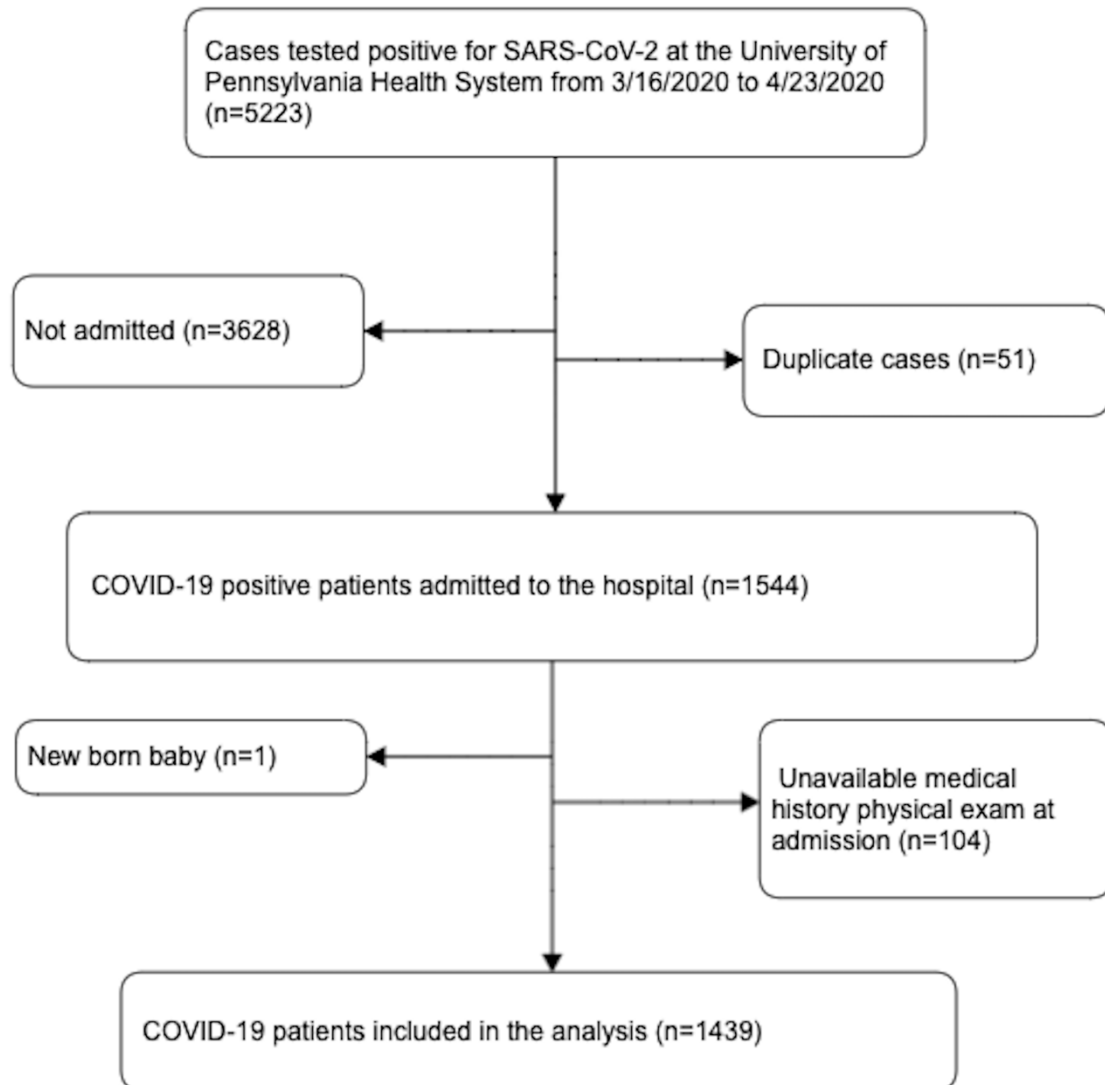 Cases tested positive for SARS-CoV-2 at the University of
Pennsylvania Health System from 3/16/2020 to 4/23/2020
(n=5223)
Not admitted (n=3628)
Duplicate cases (n=51)
COVID-19 positive patients admitted to the hospital (n=1544)
New born baby (n=1)
Unavailable medical
history physical exam at
admission (n=104)
COVID-19 patients included in the analysis (n=1439)